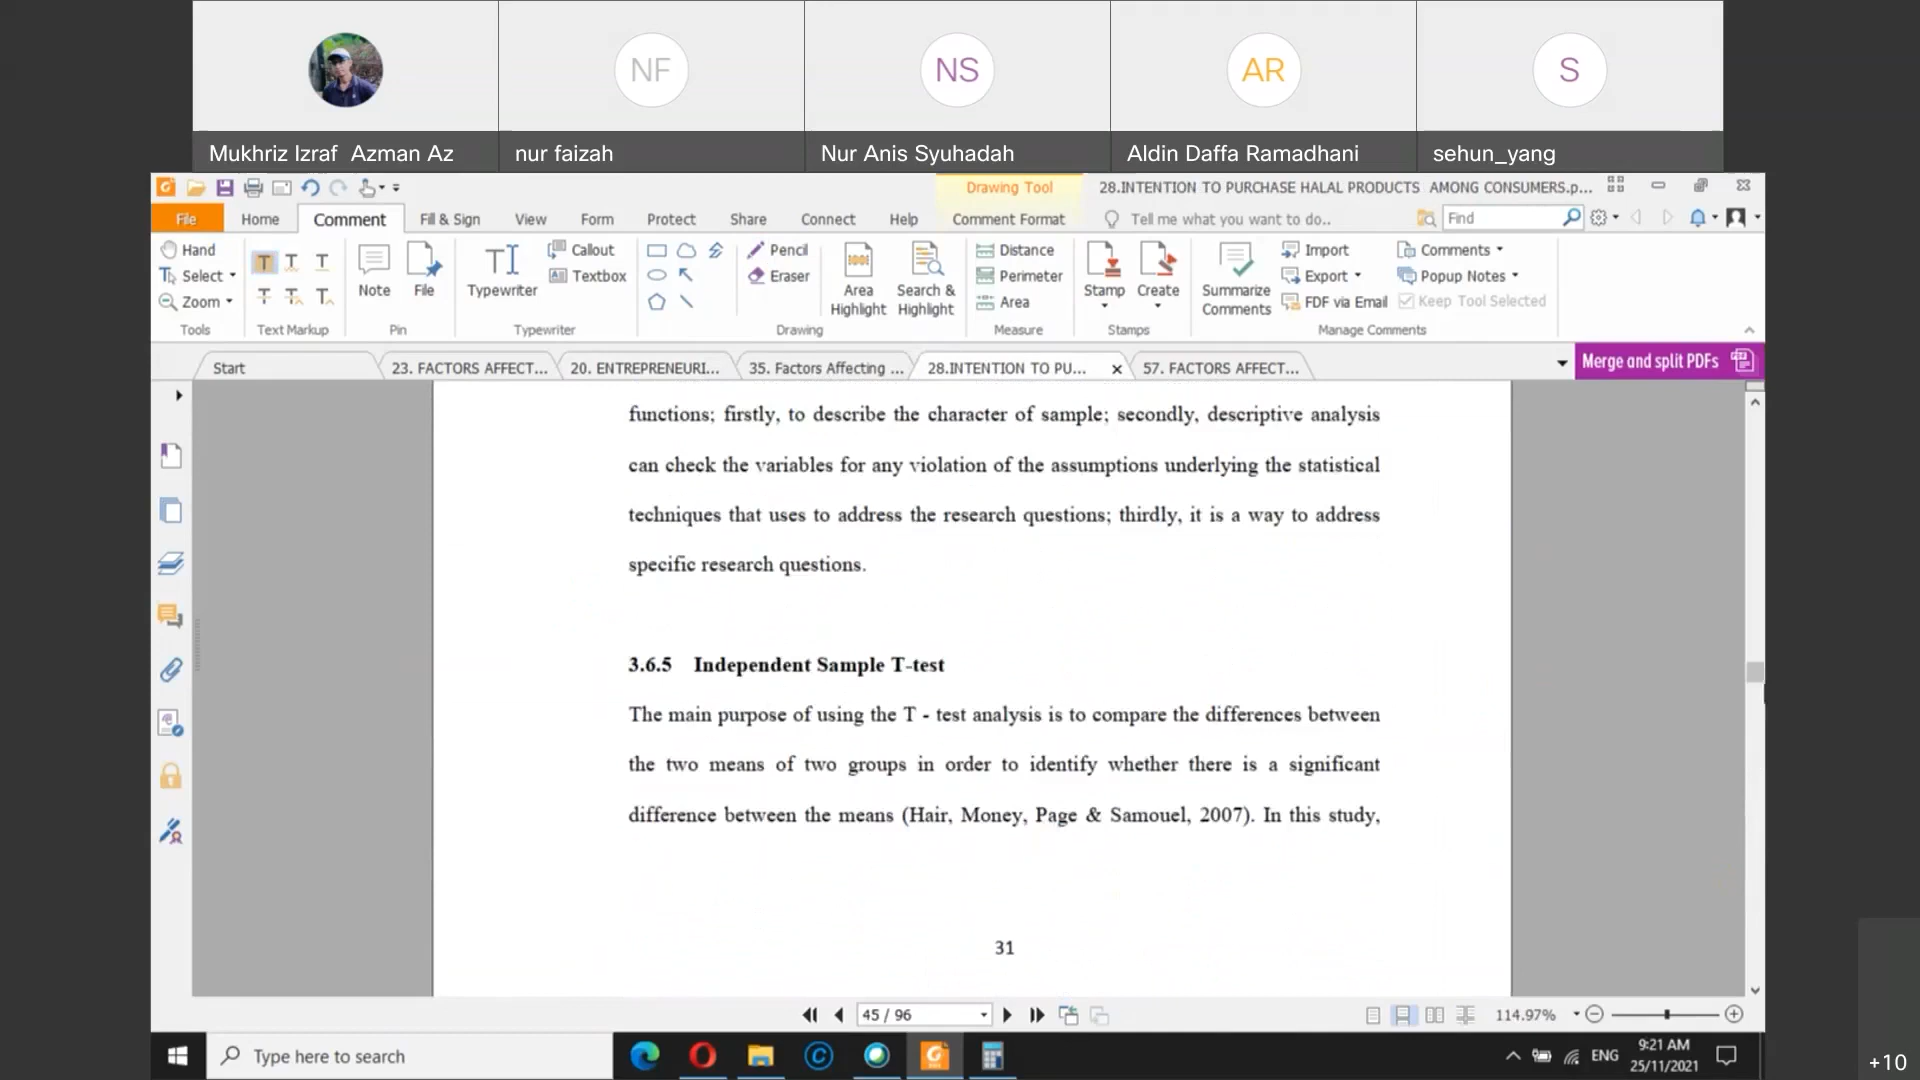 NF
NS
AR
S
Mukhriz Izraf Azman Az
nur faizah
Nur Anis Syuhadah
Aldin Daffa Ramadhani
sehun_yang
Drawing Tool
28.INTENTION TO PURCHASE HALAL PRODUCTS AMONG CONSUMERS.p...
File
Home
Comment
Fill & Sign
View
Form
Protect
Share
Connect
Help
Comment Format
Tell me what you want to do..
Find
Hand
Select
Zoom
Tools
Text Markup
Note
File
Pin
Typewriter
Callout
Textbox
Typewriter
Pencil
Eraser
Area
Highlight
Search &
Highlight
Drawing
Distance
Perimeter
Area
Measure
Stamp
Create
Stamps
Summarize
Comments
Import
Export
FDF via Email
Comments
Popup Notes
Keep Tool Selected
Manage Comments
Start
23. FACTORS AFFECT...
20. ENTREPRENEURI...
35. Factors Affecting ...
28.INTENTION TO PU...
57. FACTORS AFFECT...
Merge and split PDFs
functions; firstly, to describe the character of sample; secondly, descriptive analysis
can check the variables for any violation of the assumptions underlying the statistical
techniques that uses to address the research questions; thirdly, it is a way to address
specific research questions.
3.6.5 Independent Sample T-test
The main purpose of using the T - test analysis is to compare the differences between
the two means of two groups in order to identify whether there is a significant
difference between the means (Hair, Money, Page & Samouel, 2007). In this study,
31
45 / 96
114.97%
Type here to search
ENG
9:21 AM
25/11/2021
+10